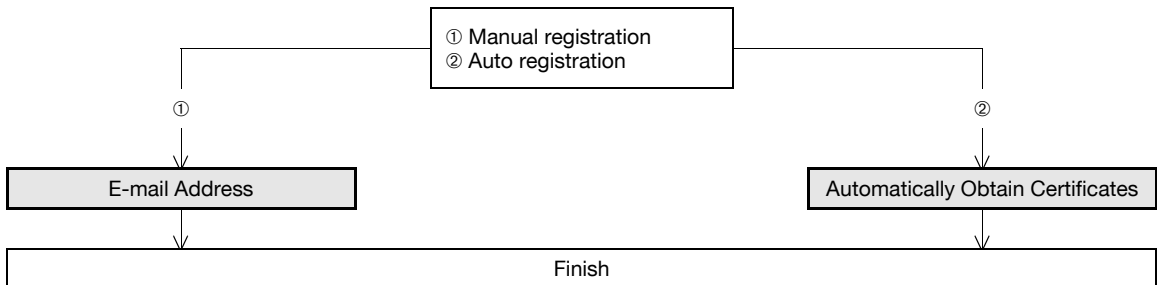 ① Manual registration
② Auto registration
①
②
E-mail Address
Automatically Obtain Certificates
Finish